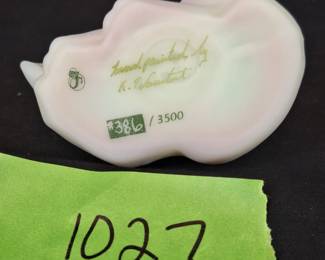 hand painted by
K.
#386 / 3500
1027